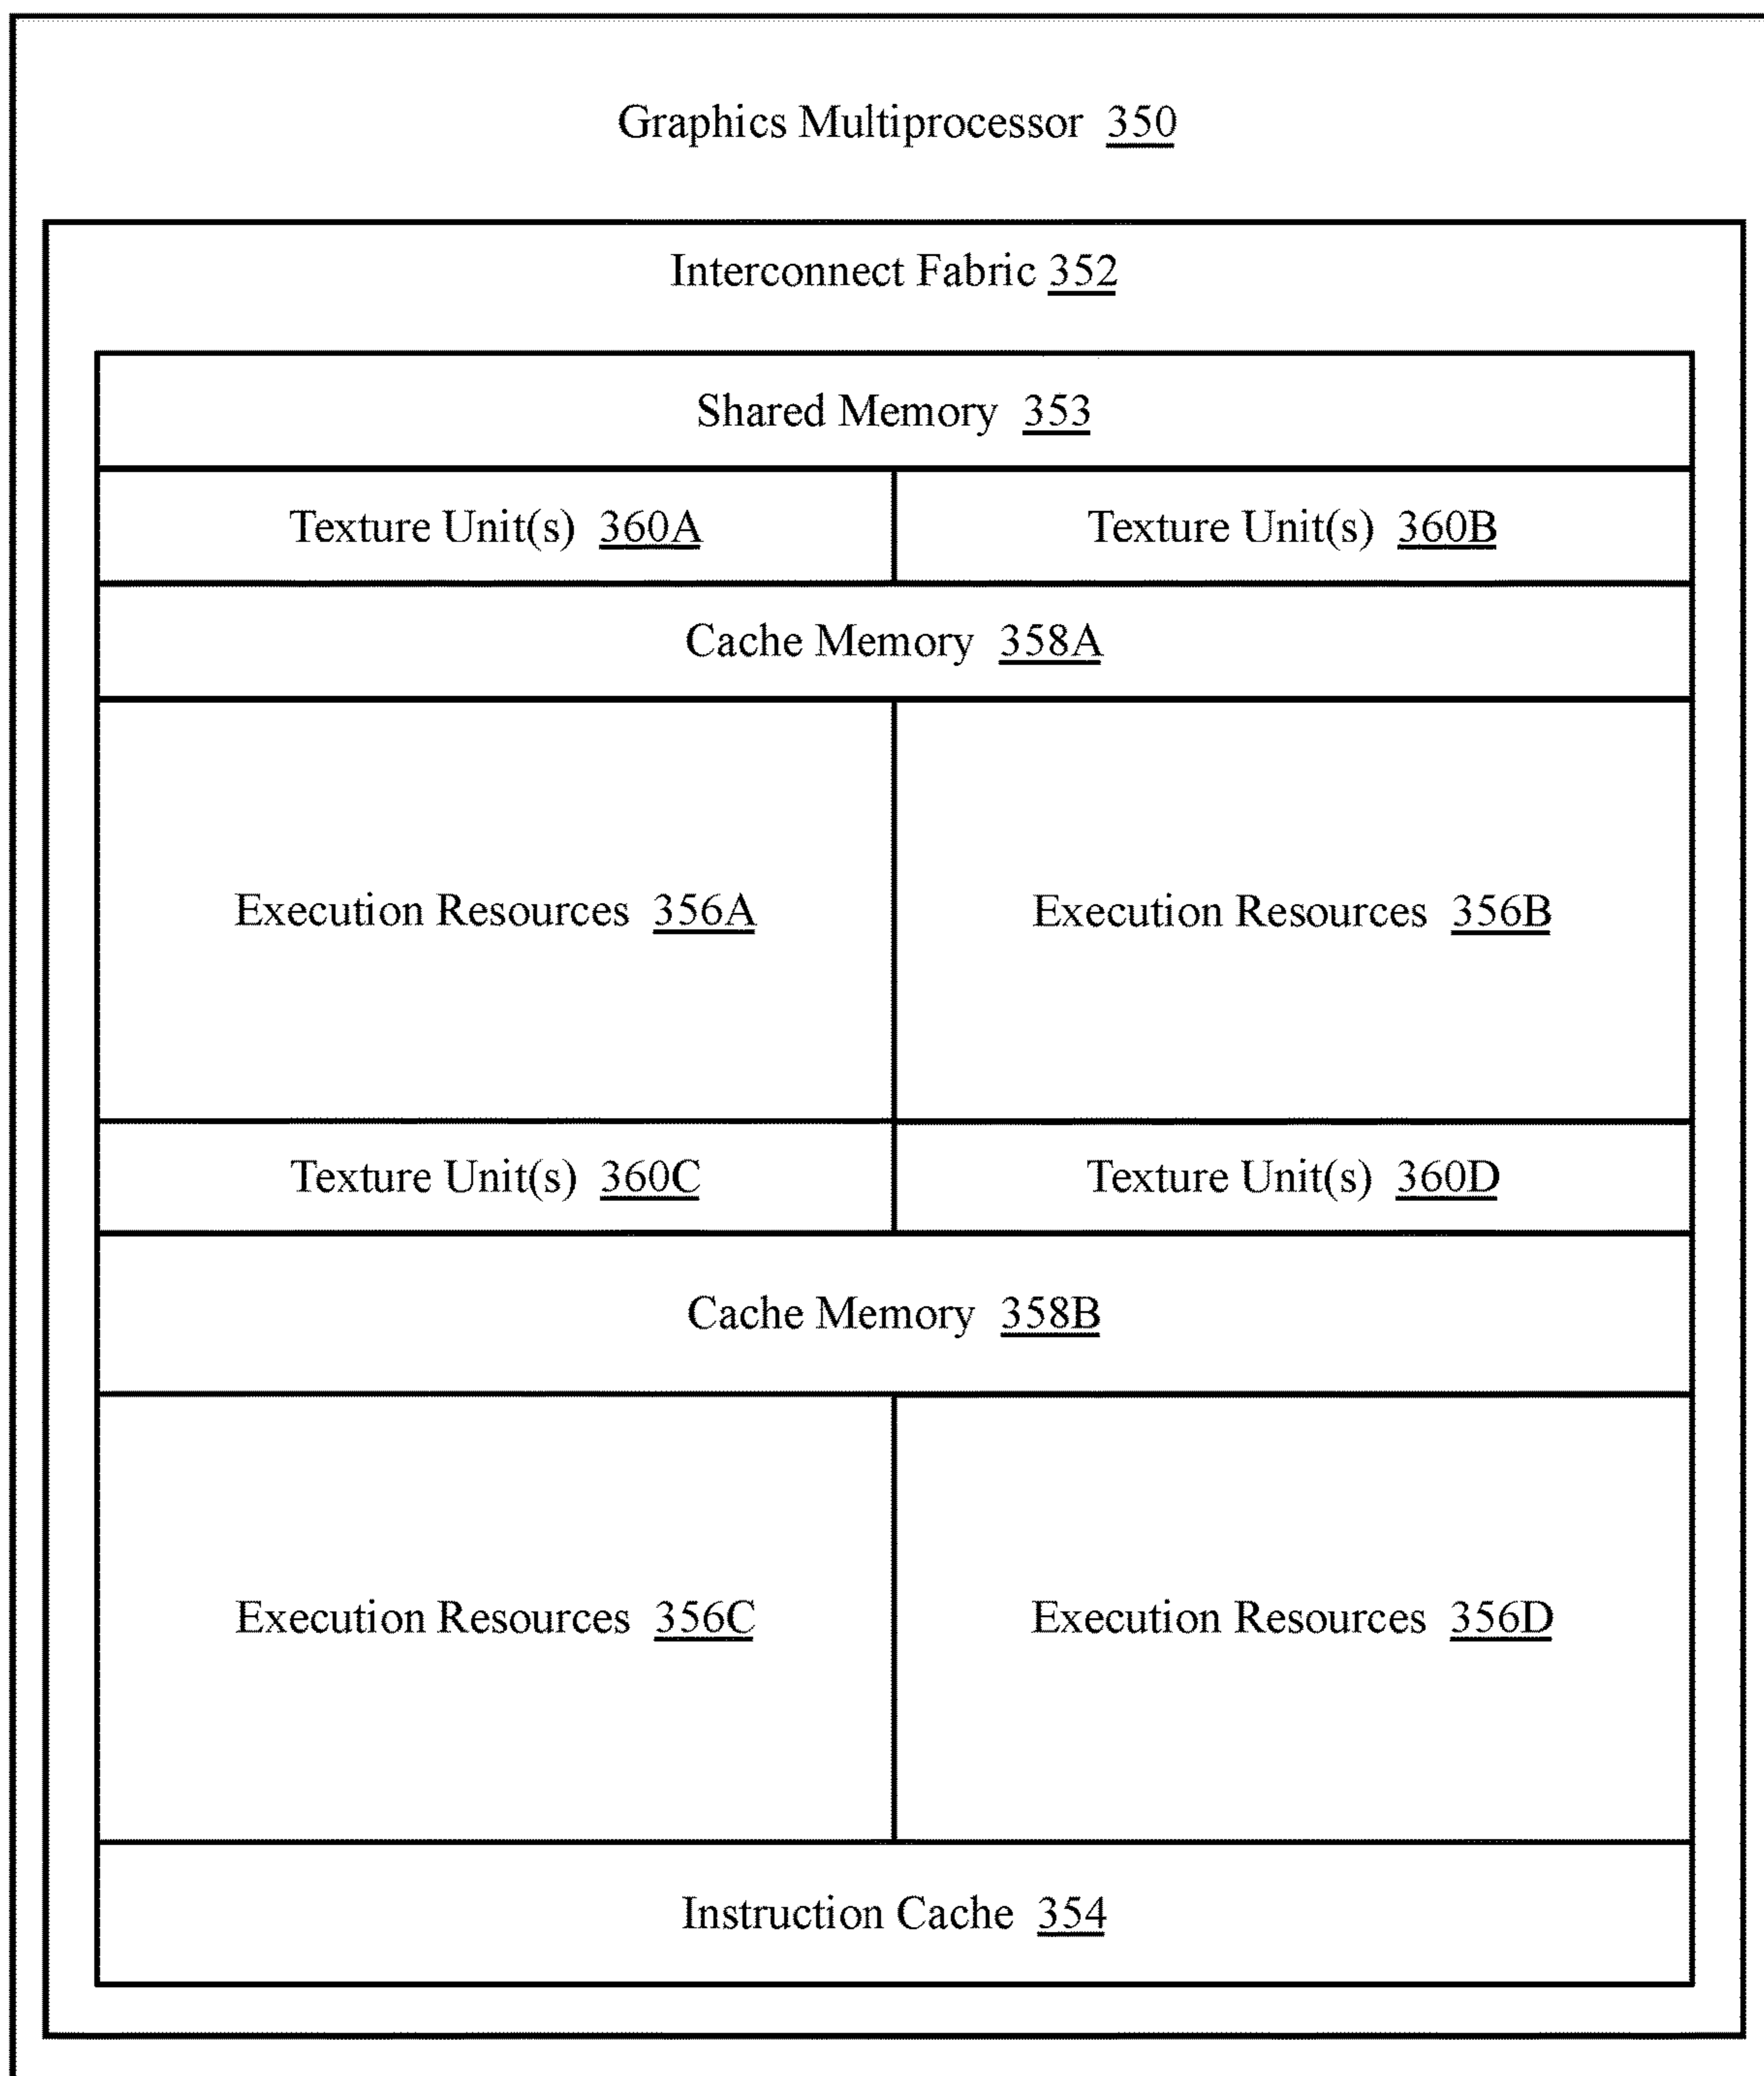 Graphics Multiprocessor 350
Interconnect Fabric 352
Shared Memory 353
Texture Unit(s) 360A
Texture Unit(s) 360B
Cache Memory 358A
Execution Resources 356A
Execution Resources 356B
Texture Unit(s) 360C
Texture Unit(s) 360D
Cache Memory 358B
Execution Resources 356C
Execution Resources 356D
Instruction Cache 354